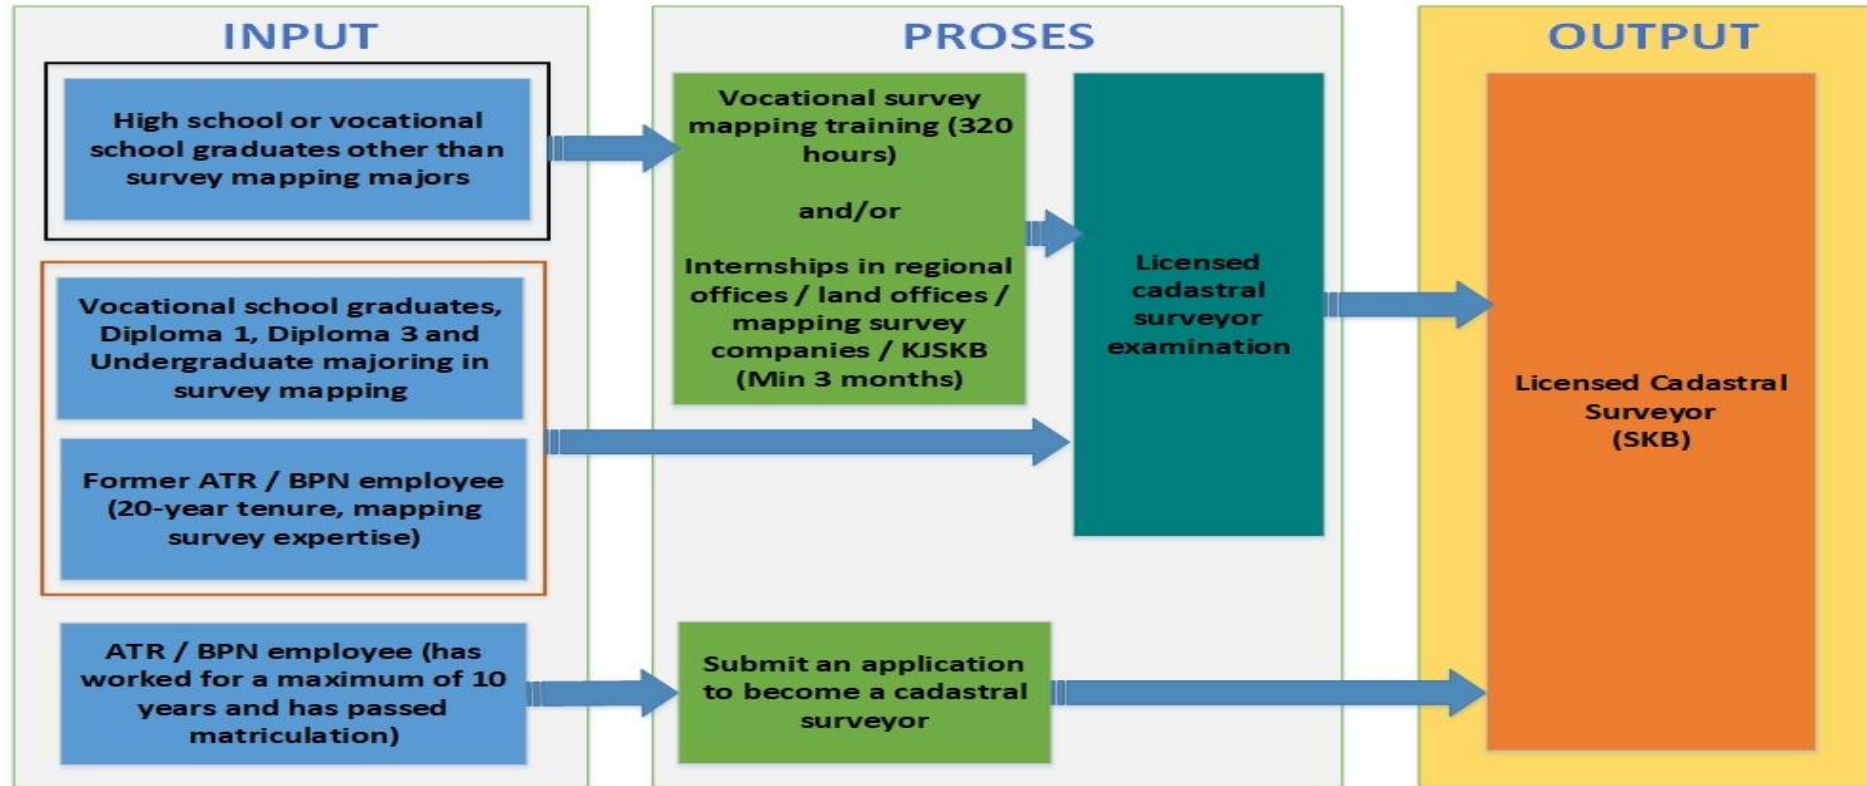 INPUT
High school or vocational
school graduates other than
survey mapping majors
Vocational school graduates,
Diploma 1, Diploma 3 and
Undergraduate majoring in
survey mapping
Former ATR / BPN employee
(20-year tenure, mapping
survey expertise)
ATR / BPN employee (has
worked for a maximum of 10
years and has passed
matriculation)
PROSES
Vocational survey
mapping training (320
hours)
and/or
Internships in regional
offices / land offices /
mapping survey
companies / KJSKB
(Min 3 months)
Licensed
cadastral
surveyor
examination
Submit an application
to become a cadastral
surveyor
OUTPUT
Licensed Cadastral
Surveyor
(SKB)